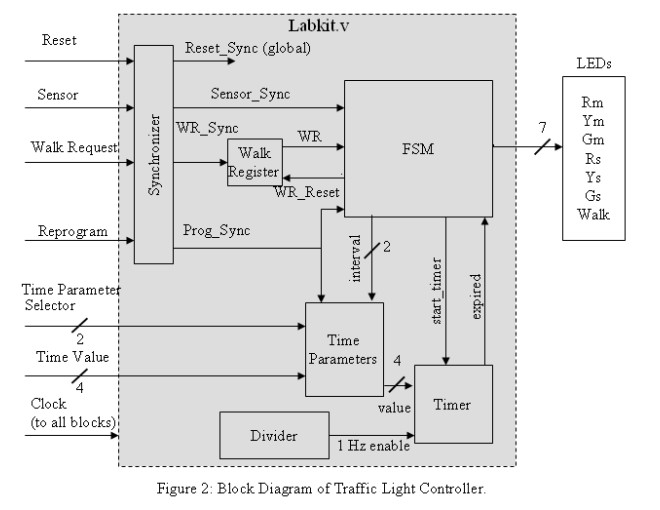 Labkit.v
Reset
Reset_Sync (global)
LEDs
Sensor
Sensor_Sync
Rm
Ym
Gm
Rs
Ys
Gs
Walk
7
Synchronizer
WR_Sync
Walk Request
Walk
Register
WR
FSM
WR_Reset
Reprogram
Prog_Sync
interval
2
start_timer
expired
Time Parameter
Selector
2
Time
Parameters
Time Value
4
4
value
Timer
Clock
(to all blocks)
Divider
1 Hz enable
Figure 2: Block Diagram of Traffic Light Controller.